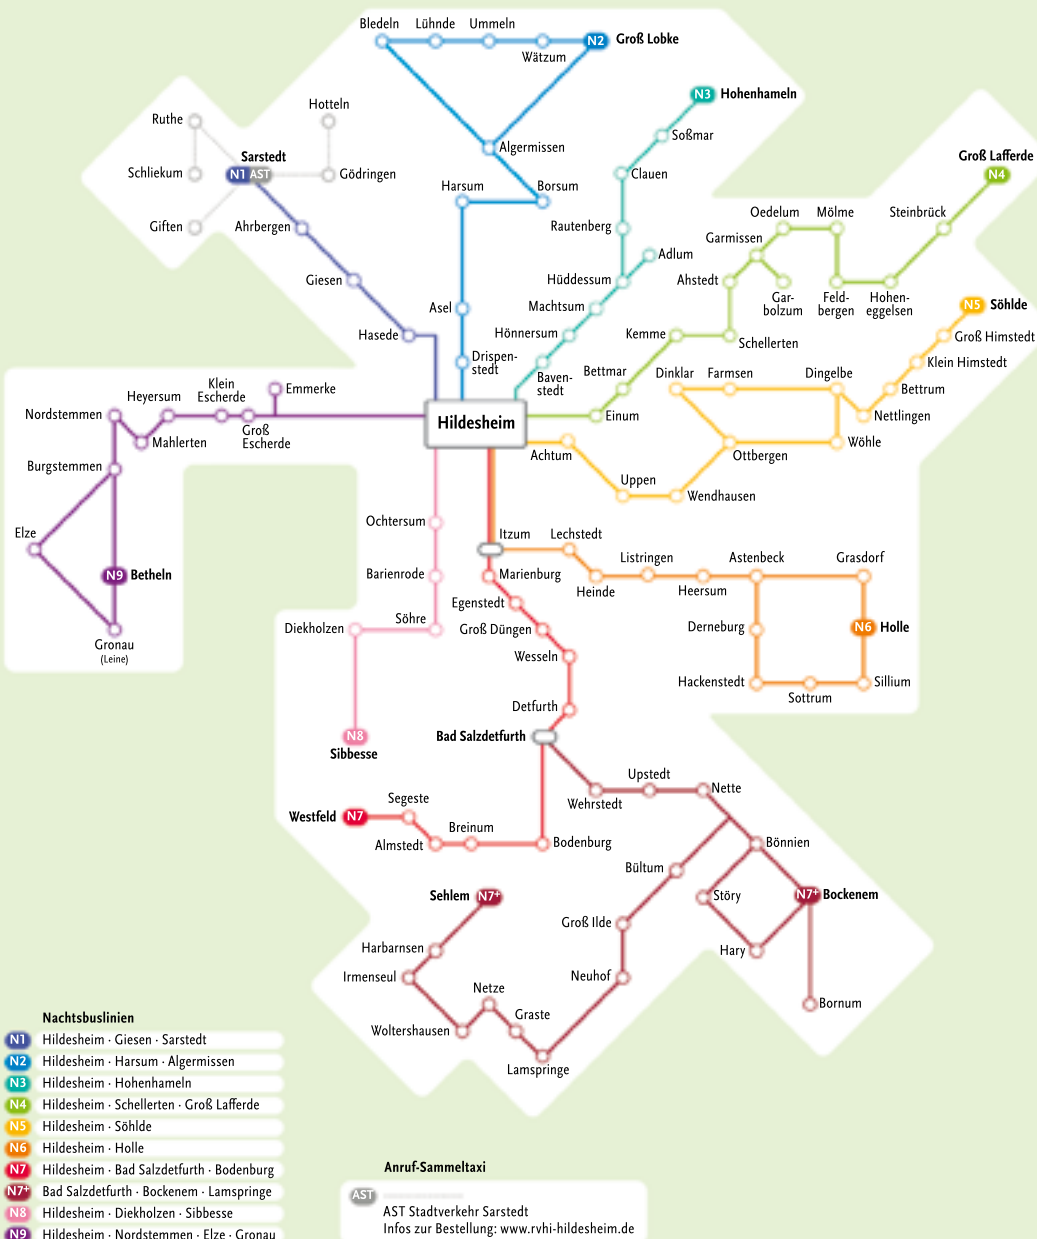 Bledeln
Lühnde
Ummeln
Wätzum
N2
Groß Lobke
N3
Hohenhameln
Soßmar
Clauen
Rautenberg
Adlum
Hüddessum
Machtsum
Hönnersum
Baven-
stedt
Algermissen
Harsum
Borsum
Asel
Drispen-
stedt
Ruthe
Hotteln
Sarstedt
Schliekum
N1
AST
Gödringen
Giften
Ahrbergen
Giesen
Hasede
Groß Lafferde
N4
Steinbrück
Oedelum
Mölme
Garmissen
Ahstedt
Gar-
bolzum
Feld-
bergen
Hohen-
eggelsen
Kemme
Schellerten
Bettmar
Einum
N5
Söhlde
Groß Himstedt
Klein Himstedt
Bettrum
Nettlingen
Dinklar
Farmsen
Dingelbe
Wöhle
Ottbergen
Achtum
Uppen
Wendhausen
Hildesheim
Emmerke
Klein
Escherde
Heyersum
Nordstemmen
Mahlerten
Groß
Escherde
Burgstemmen
Elze
N9
Betheln
Gronau
(Leine)
Ochtersum
Barienrode
Söhre
Diekholzen
N8
Sibbesse
Itzum
Lechstedt
Listringen
Astenbeck
Grasdorf
Marienburg
Heinde
Heersum
Egenstedt
Groß Düngen
Derneburg
N6
Holle
Wesseln
Hackenstedt
Sottrum
Sillium
Detfurth
Bad Salzdetfurth
Wehrstedt
Upstedt
Nette
Segeste
Westfeld
N7
Almstedt
Breinum
Bodenburg
Bönnien
Bültum
Störy
N7+
Bockenem
Sehlem
N7+
Groß Ilde
Hary
Harbarnsen
Irmenseul
Neuhof
Netze
Graste
Bornum
Woltershausen
Lamspringe
Nachtsbuslinien
N1 Hildesheim · Giesen · Sarstedt
N2 Hildesheim · Harsum · Algermissen
N3 Hildesheim · Hohenhameln
N4 Hildesheim · Schellerten · Groß Lafferde
N5 Hildesheim · Söhlde
N6 Hildesheim · Holle
N7 Hildesheim · Bad Salzdetfurth · Bodenburg
N7+ Bad Salzdetfurth · Bockenem · Lamspringe
N8 Hildesheim · Diekholzen · Sibbesse
N9 Hildesheim · Nordstemmen · Elze · Gronau
Anruf-Sammeltaxi
AST
AST Stadtverkehr Sarstedt
Infos zur Bestellung: www.rvhi-hildesheim.de